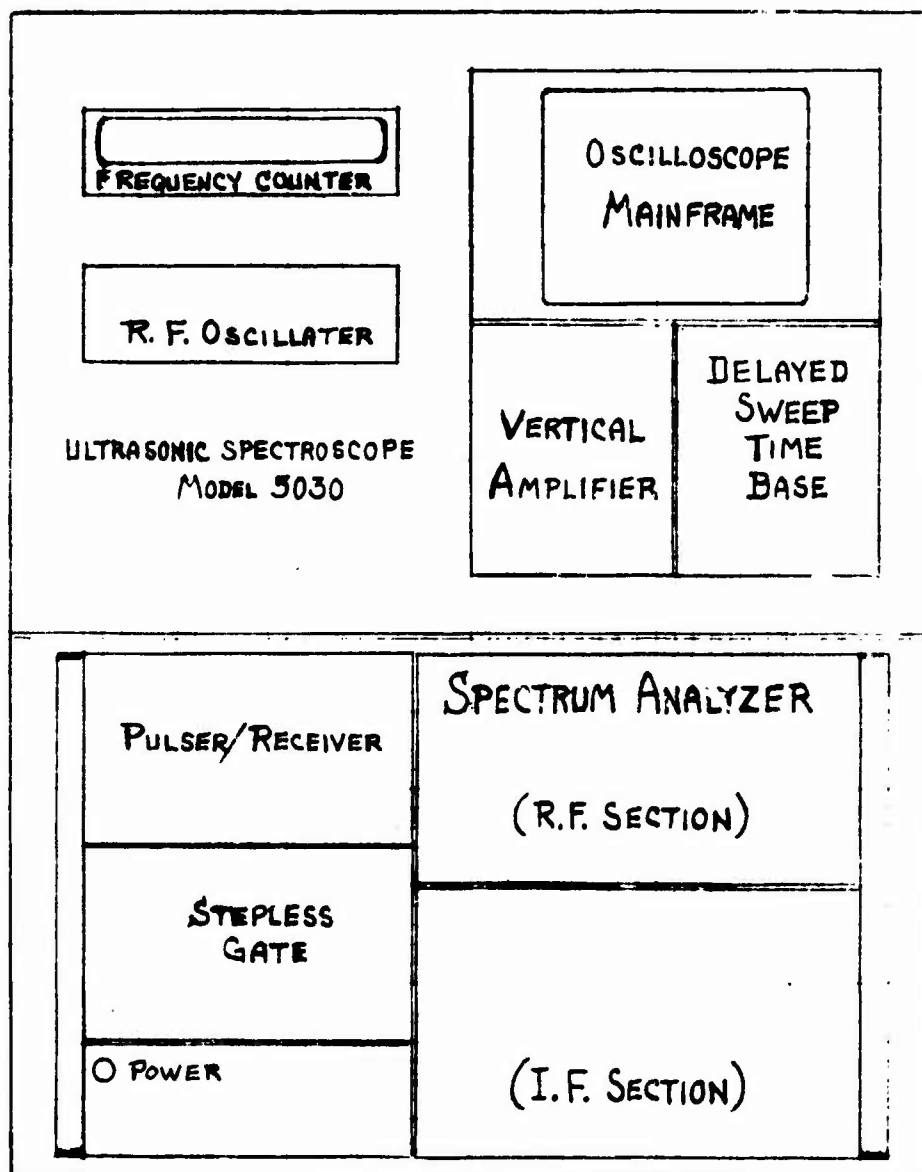 FREQUENCY COUNTER
R. F. OSCILLATER
ULTRASONIC SPECTROSCOPE
MODEL 5030
OSCILLOSCOPE
MAINFRAME
VERTICAL
AMPLIFIER
DELAYED
SWEEP
TIME
BASE
PULSER/RECEIVER
STEPLESS
GATE
POWER
SPECTRUM ANALYZER
(R.F. SECTION)
(I.F. SECTION)